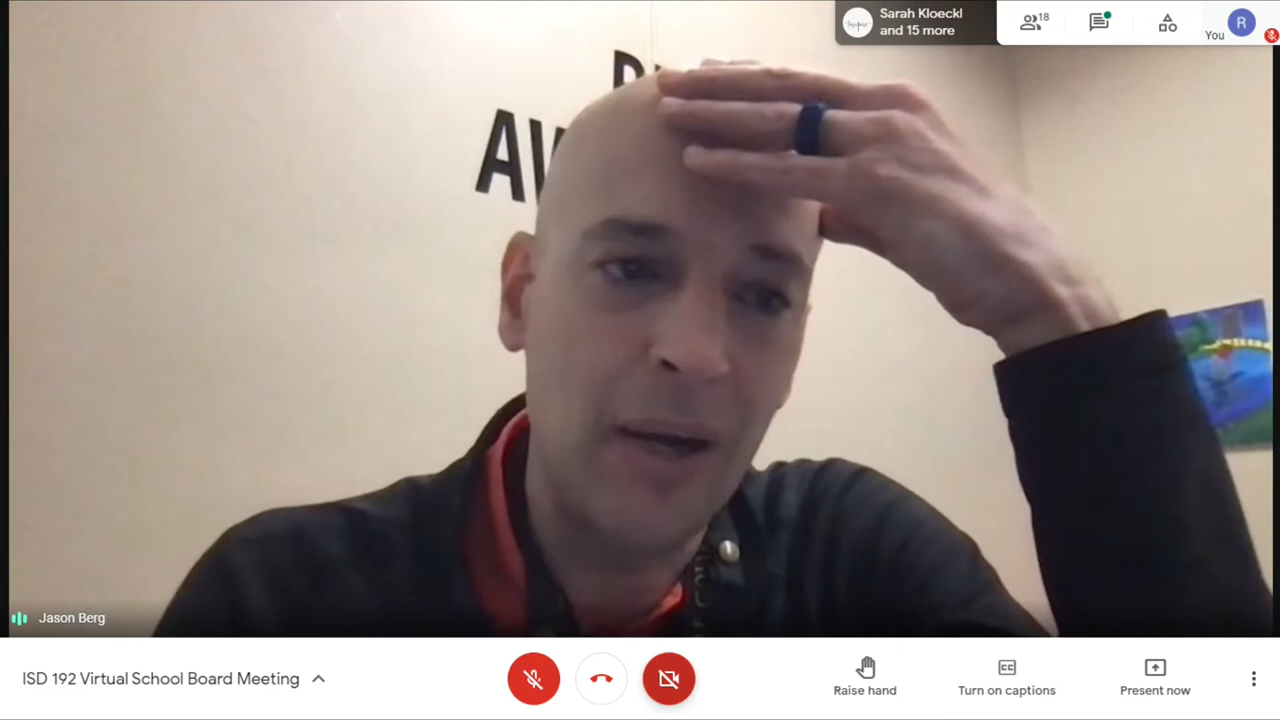 Sarah Kloeckl
and 15 more
18
You
R
Jason Berg
ISD 192 Virtual School Board Meeting
Raise hand
CC
Turn on captions
Present now